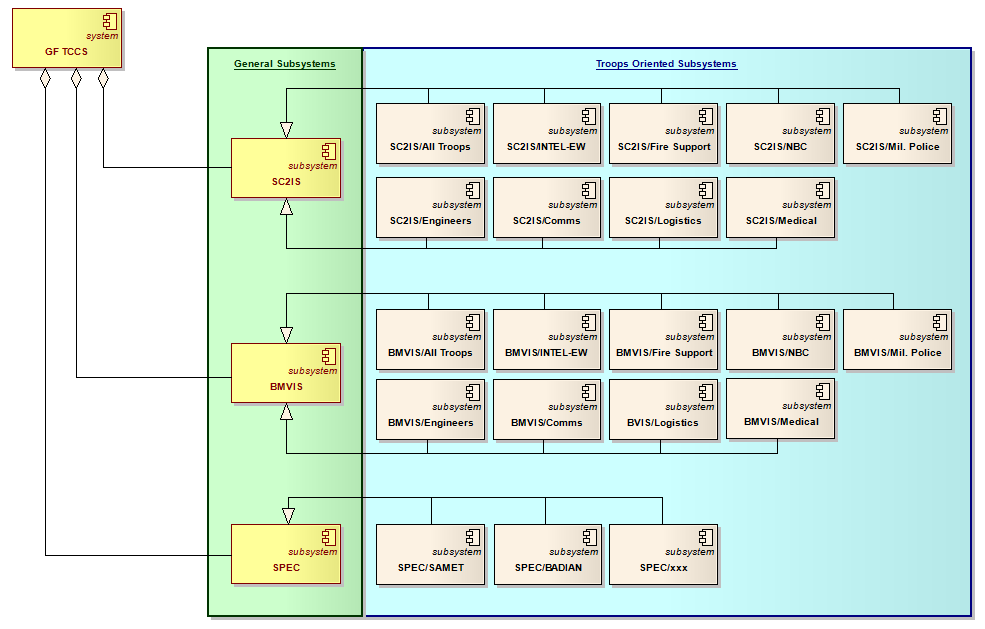 system
GF TCCS
General Subsystems
Troops Oriented Subsystems
subsystem
SC2IS/All Troops
subsystem
SC2IS/INTEL-EW
subsystem
SC2IS/Fire Support
subsystem
SC2IS/NBC
subsystem
SC2IS/Mil. Police
subsystem
SC2IS
subsystem
SC2IS/Engineers
subsystem
SC2IS/Comms
subsystem
SC2IS/Logistics
subsystem
SC2IS/Medical
subsystem
BMVIS/All Troops
subsystem
BMVIS/INTEL-EW
subsystem
BMVIS/Fire Support
subsystem
BMVIS/NBC
subsystem
BMVIS/Mil. Police
subsystem
BMVIS
subsystem
BMVIS/Engineers
subsystem
BMVIS/Comms
subsystem
BVIS/Logistics
subsystem
BMVIS/Medical
subsystem
SPEC
subsystem
SPEC/SAMET
subsystem
SPEC/BADIAN
subsystem
SPEC/xxx